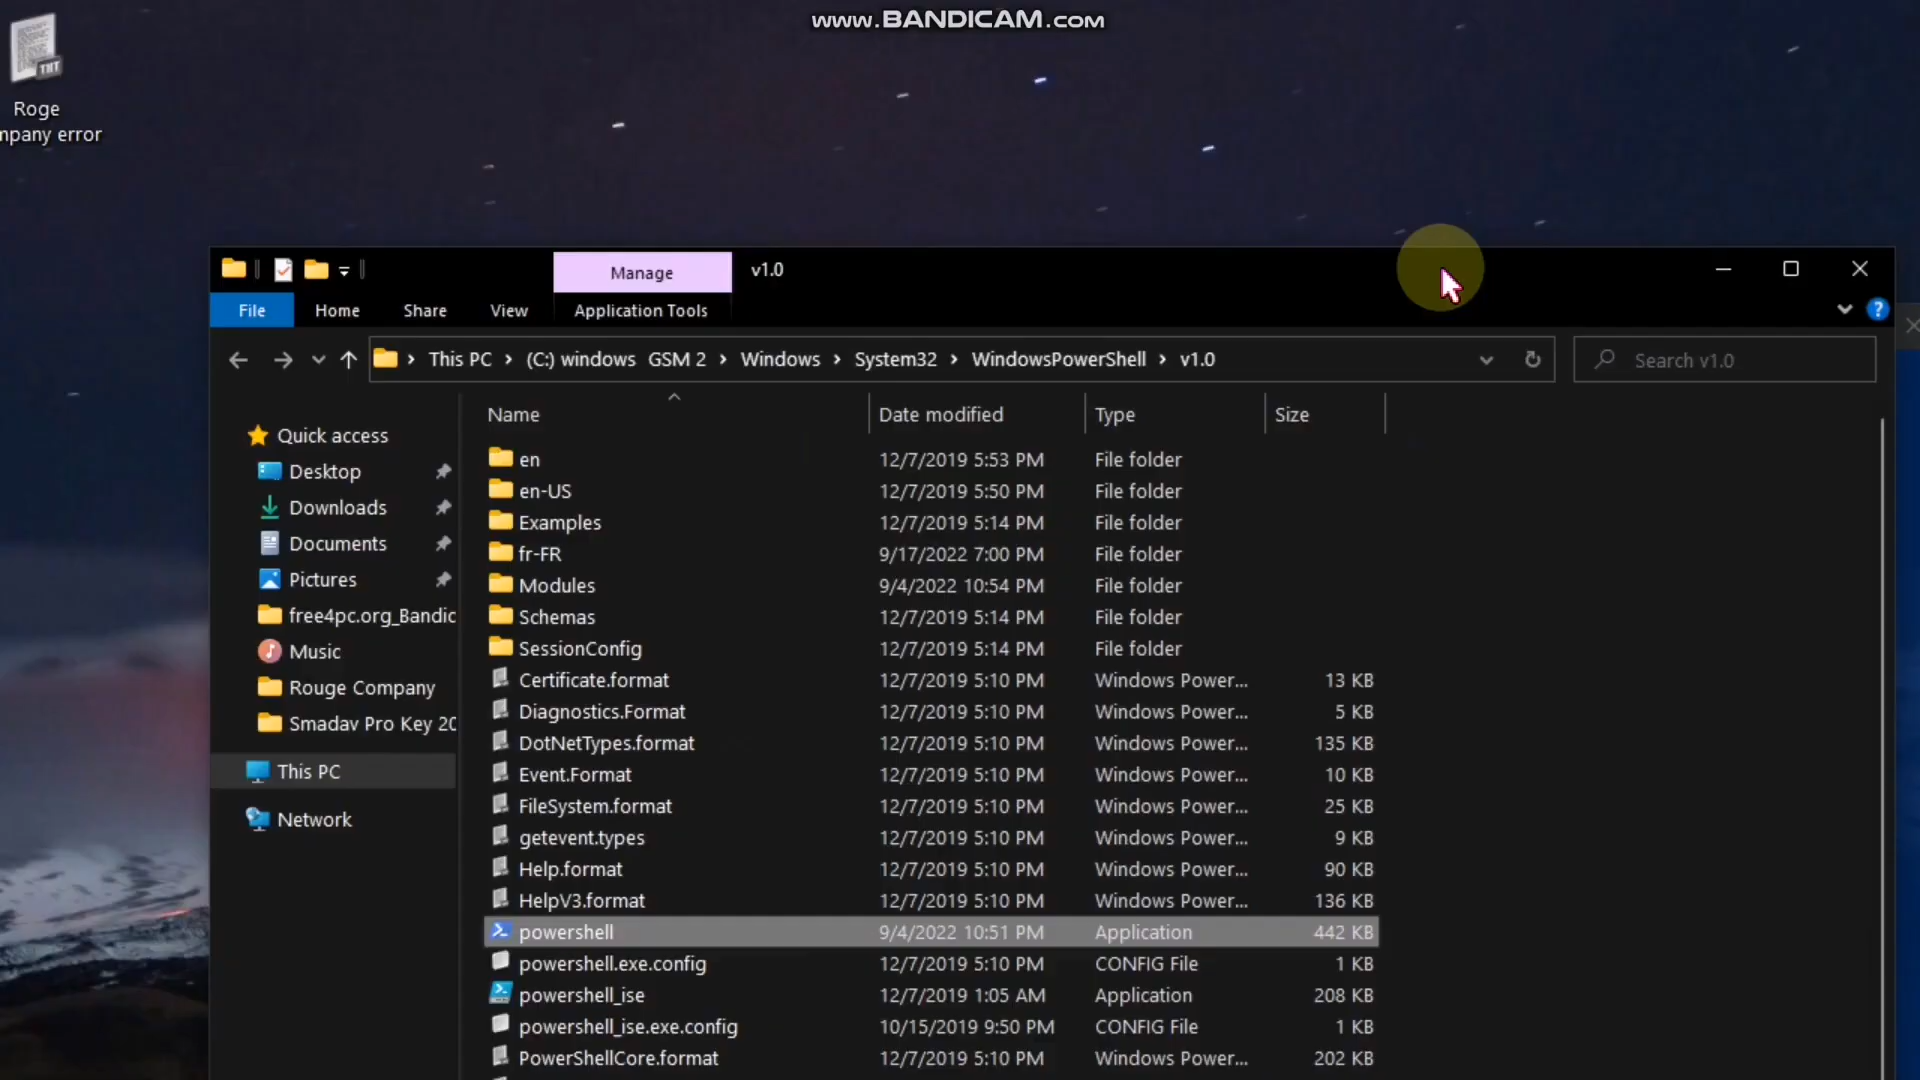 www.BANDICAM.com
TXT
Roge
mpany error
Manage
v1.0
File
Home
Share
View
Application Tools
?
This PC
(C:) windows GSM 2
Windows
System32
WindowsPowerShell
v1.0
Search v1.0
Name
Date modified
Type
Size
Quick access
Desktop
Downloads
Documents
Pictures
free4pc.org_Bandic
Music
Rouge Company
Smadav Pro Key 20
This PC
Network
en 12/7/2019 5:53 PM File folder
en-US 12/7/2019 5:50 PM File folder
Examples 12/7/2019 5:14 PM File folder
fr-FR 9/17/2022 7:00 PM File folder
Modules 9/4/2022 10:54 PM File folder
Schemas 12/7/2019 5:14 PM File folder
SessionConfig 12/7/2019 5:14 PM File folder
Certificate.format 12/7/2019 5:10 PM Windows Power... 13 KB
Diagnostics.Format 12/7/2019 5:10 PM Windows Power... 5 KB
DotNetTypes.format 12/7/2019 5:10 PM Windows Power... 135 KB
Event.Format 12/7/2019 5:10 PM Windows Power... 10 KB
FileSystem.format 12/7/2019 5:10 PM Windows Power... 25 KB
getevent.types 12/7/2019 5:10 PM Windows Power... 9 KB
Help.format 12/7/2019 5:10 PM Windows Power... 90 KB
HelpV3.format 12/7/2019 5:10 PM Windows Power... 136 KB
powershell 9/4/2022 10:51 PM Application 442 KB
powershell.exe.config 12/7/2019 5:10 PM CONFIG File 1 KB
powershell_ise 12/7/2019 1:05 AM Application 208 KB
powershell_ise.exe.config 10/15/2019 9:50 PM CONFIG File 1 KB
PowerShellCore.format 12/7/2019 5:10 PM Windows Power... 202 KB